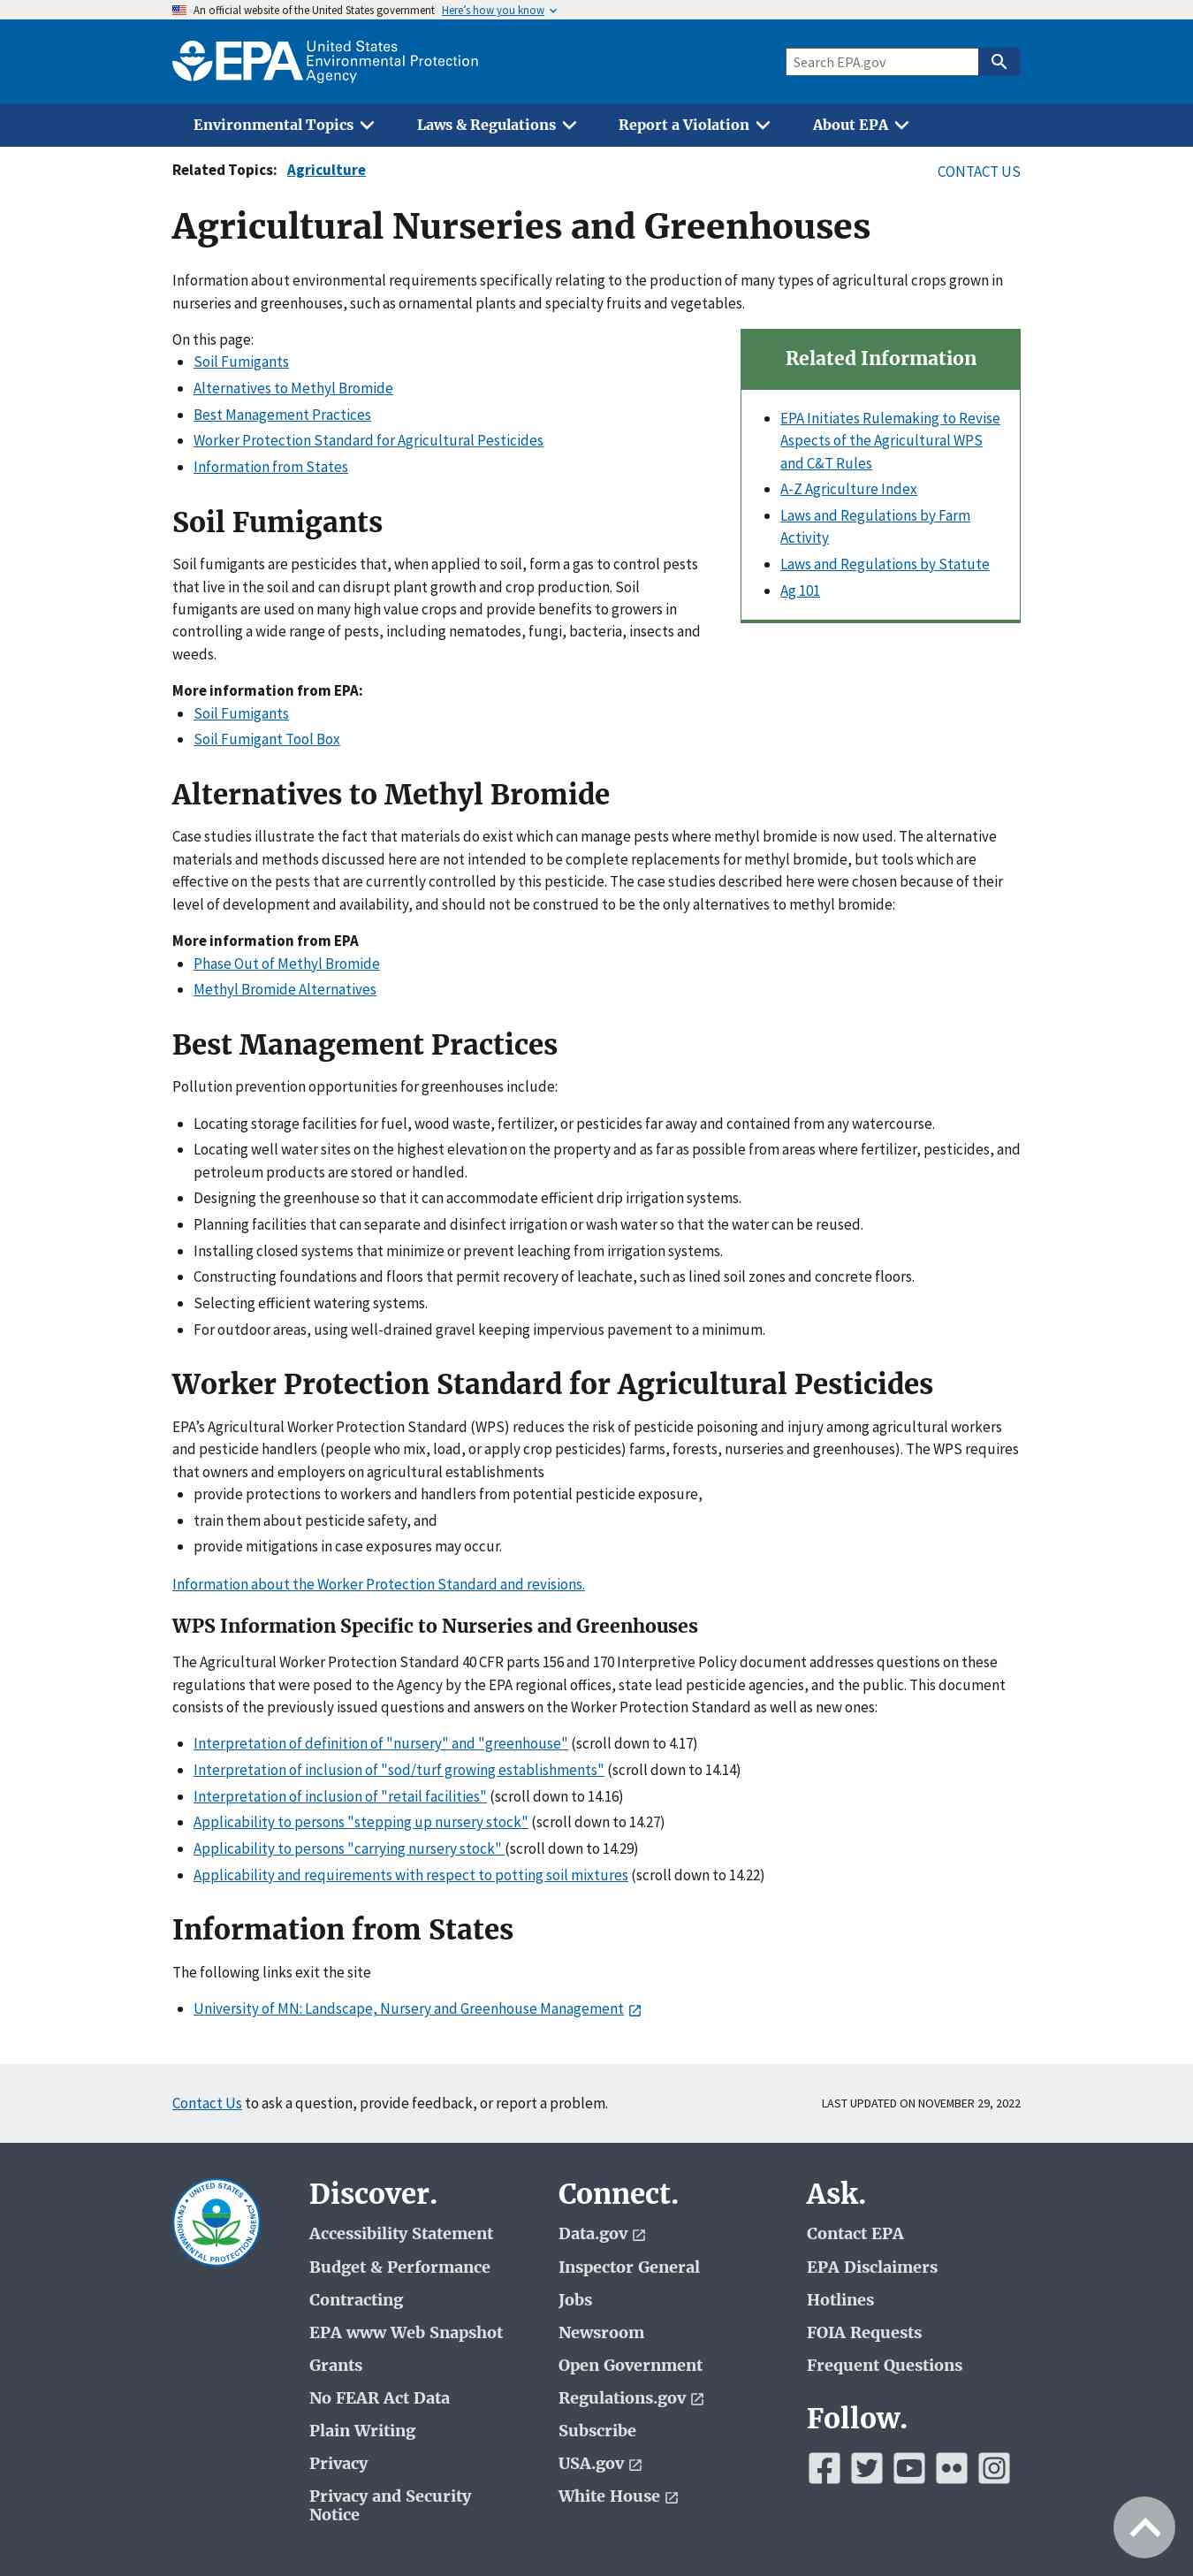 An official website of the United States government Here's how you know
EPA United States
Environmental Protection
Agency
Search EPA.gov
Environmental Topics Laws & Regulations Report a Violation About EPA
Related Topics: Agriculture
CONTACT US
Agricultural Nurseries and Greenhouses
Information about environmental requirements specifically relating to the production of many types of agricultural crops grown in
nurseries and greenhouses, such as ornamental plants and specialty fruits and vegetables.
On this page:
Soil Fumigants
Alternatives to Methyl Bromide
Best Management Practices
Worker Protection Standard for Agricultural Pesticides
Information from States
Related Information
EPA Initiates Rulemaking to Revise
Aspects of the Agricultural WPS
and C&T Rules
A-Z Agriculture Index
Laws and Regulations by Farm
Activity
Laws and Regulations by Statute
Ag 101
Soil Fumigants
Soil fumigants are pesticides that, when applied to soil, form a gas to control pests
that live in the soil and can disrupt plant growth and crop production. Soil
fumigants are used on many high value crops and provide benefits to growers in
controlling a wide range of pests, including nematodes, fungi, bacteria, insects and
weeds.
More information from EPA:
Soil Fumigants
Soil Fumigant Tool Box
Alternatives to Methyl Bromide
Case studies illustrate the fact that materials do exist which can manage pests where methyl bromide is now used. The alternative
materials and methods discussed here are not intended to be complete replacements for methyl bromide, but tools which are
effective on the pests that are currently controlled by this pesticide. The case studies described here were chosen because of their
level of development and availability, and should not be construed to be the only alternatives to methyl bromide:
More information from EPA
Phase Out of Methyl Bromide
Methyl Bromide Alternatives
Best Management Practices
Pollution prevention opportunities for greenhouses include:
Locating storage facilities for fuel, wood waste, fertilizer, or pesticides far away and contained from any watercourse.
Locating well water sites on the highest elevation on the property and as far as possible from areas where fertilizer, pesticides, and
petroleum products are stored or handled.
Designing the greenhouse so that it can accommodate efficient drip irrigation systems.
Planning facilities that can separate and disinfect irrigation or wash water so that the water can be reused.
Installing closed systems that minimize or prevent leaching from irrigation systems.
Constructing foundations and floors that permit recovery of leachate, such as lined soil zones and concrete floors.
Selecting efficient watering systems.
For outdoor areas, using well-drained gravel keeping impervious pavement to a minimum.
Worker Protection Standard for Agricultural Pesticides
EPA's Agricultural Worker Protection Standard (WPS) reduces the risk of pesticide poisoning and injury among agricultural workers
and pesticide handlers (people who mix, load, or apply crop pesticides) farms, forests, nurseries and greenhouses). The WPS requires
that owners and employers on agricultural establishments
provide protections to workers and handlers from potential pesticide exposure,
train them about pesticide safety, and
provide mitigations in case exposures may occur.
Information about the Worker Protection Standard and revisions.
WPS Information Specific to Nurseries and Greenhouses
The Agricultural Worker Protection Standard 40 CFR parts 156 and 170 Interpretive Policy document addresses questions on these
regulations that were posed to the Agency by the EPA regional offices, state lead pesticide agencies, and the public. This document
consists of the previously issued questions and answers on the Worker Protection Standard as well as new ones:
Interpretation of definition of "nursery" and "greenhouse" (scroll down to 4.17)
Interpretation of inclusion of "sod/turf growing establishments" (scroll down to 14.14)
Interpretation of inclusion of "retail facilities" (scroll down to 14.16)
Applicability to persons "stepping up nursery stock" (scroll down to 14.27)
Applicability to persons "carrying nursery stock" (scroll down to 14.29)
Applicability and requirements with respect to potting soil mixtures (scroll down to 14.22)
Information from States
The following links exit the site
University of MN: Landscape, Nursery and Greenhouse Management
Contact Us to ask a question, provide feedback, or report a problem.
LAST UPDATED ON NOVEMBER 29, 2022
UNITED STATES
ENVIRONMENTAL PROTECTION AGENCY
Discover.
Accessibility Statement
Budget & Performance
Contracting
EPA www Web Snapshot
Grants
No FEAR Act Data
Plain Writing
Privacy
Privacy and Security
Notice
Connect.
Data.gov
Inspector General
Jobs
Newsroom
Open Government
Regulations.gov
Subscribe
USA.gov
White House
Ask.
Contact EPA
EPA Disclaimers
Hotlines
FOIA Requests
Frequent Questions
Follow.